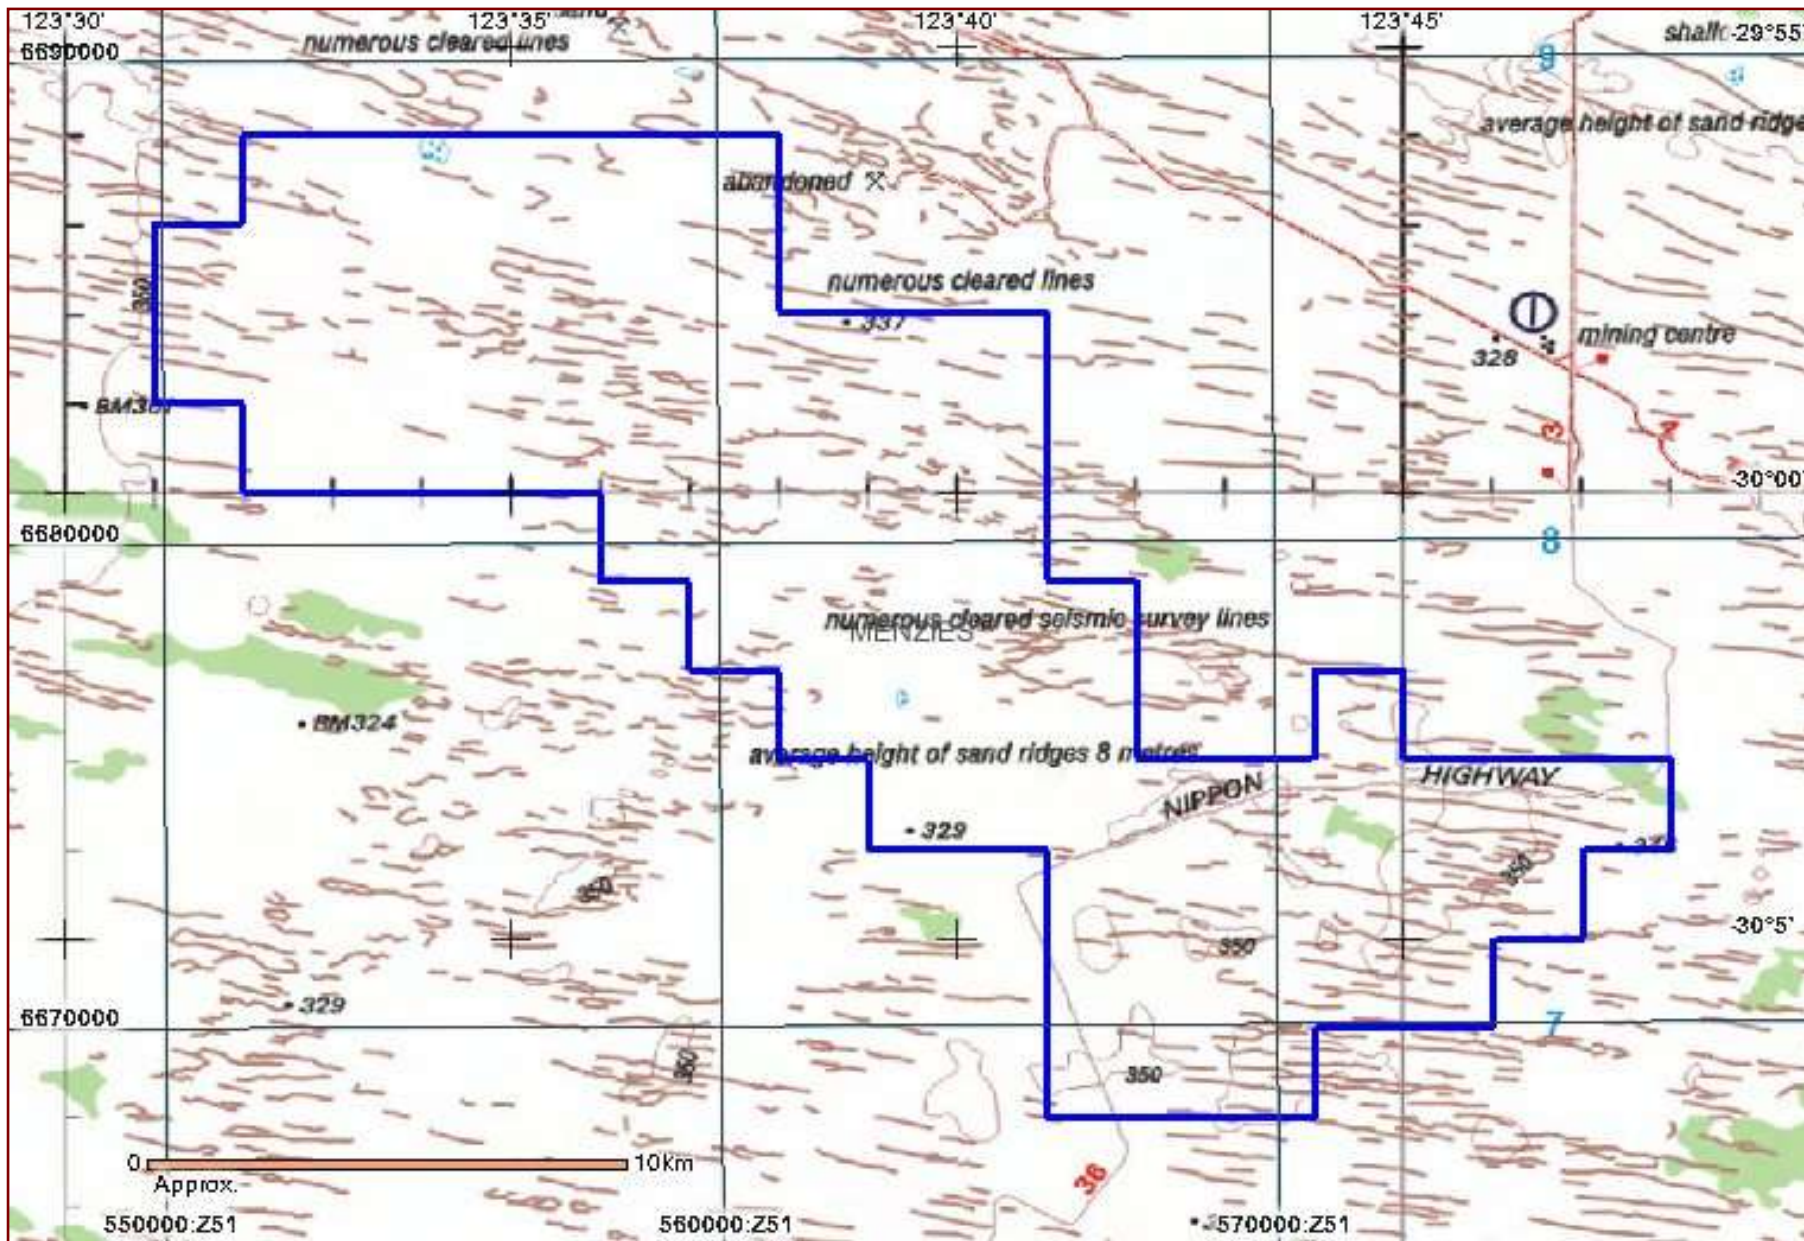 123°30'
123°35'
123°40'
123°45'
numerous cleared lines
-29°55'
6690000
9
average height of sand ridge
abandoned
numerous cleared lines
350
337
mining centre
328
3
4
-30°00'
6680000
8
numerous cleared seismic survey lines
MENZIES
BM324
average height of sand ridges 8 metres
HIGHWAY
NIPPON
329
350
350
-30°5'
350
329
6670000
7
350
350
0
10Km
Approx.
36
550000:Z51
560000:Z51
570000:Z51